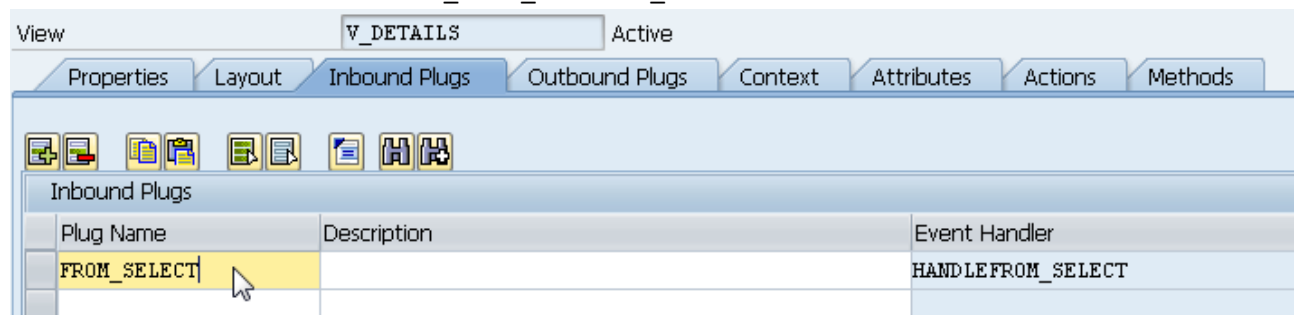 View V_DETAILS Active
Properties Layout Inbound Plugs Outbound Plugs Context Attributes Actions Methods
Inbound Plugs
Plug Name Description Event Handler
FROM_SELECT HANDLEFROM_SELECT